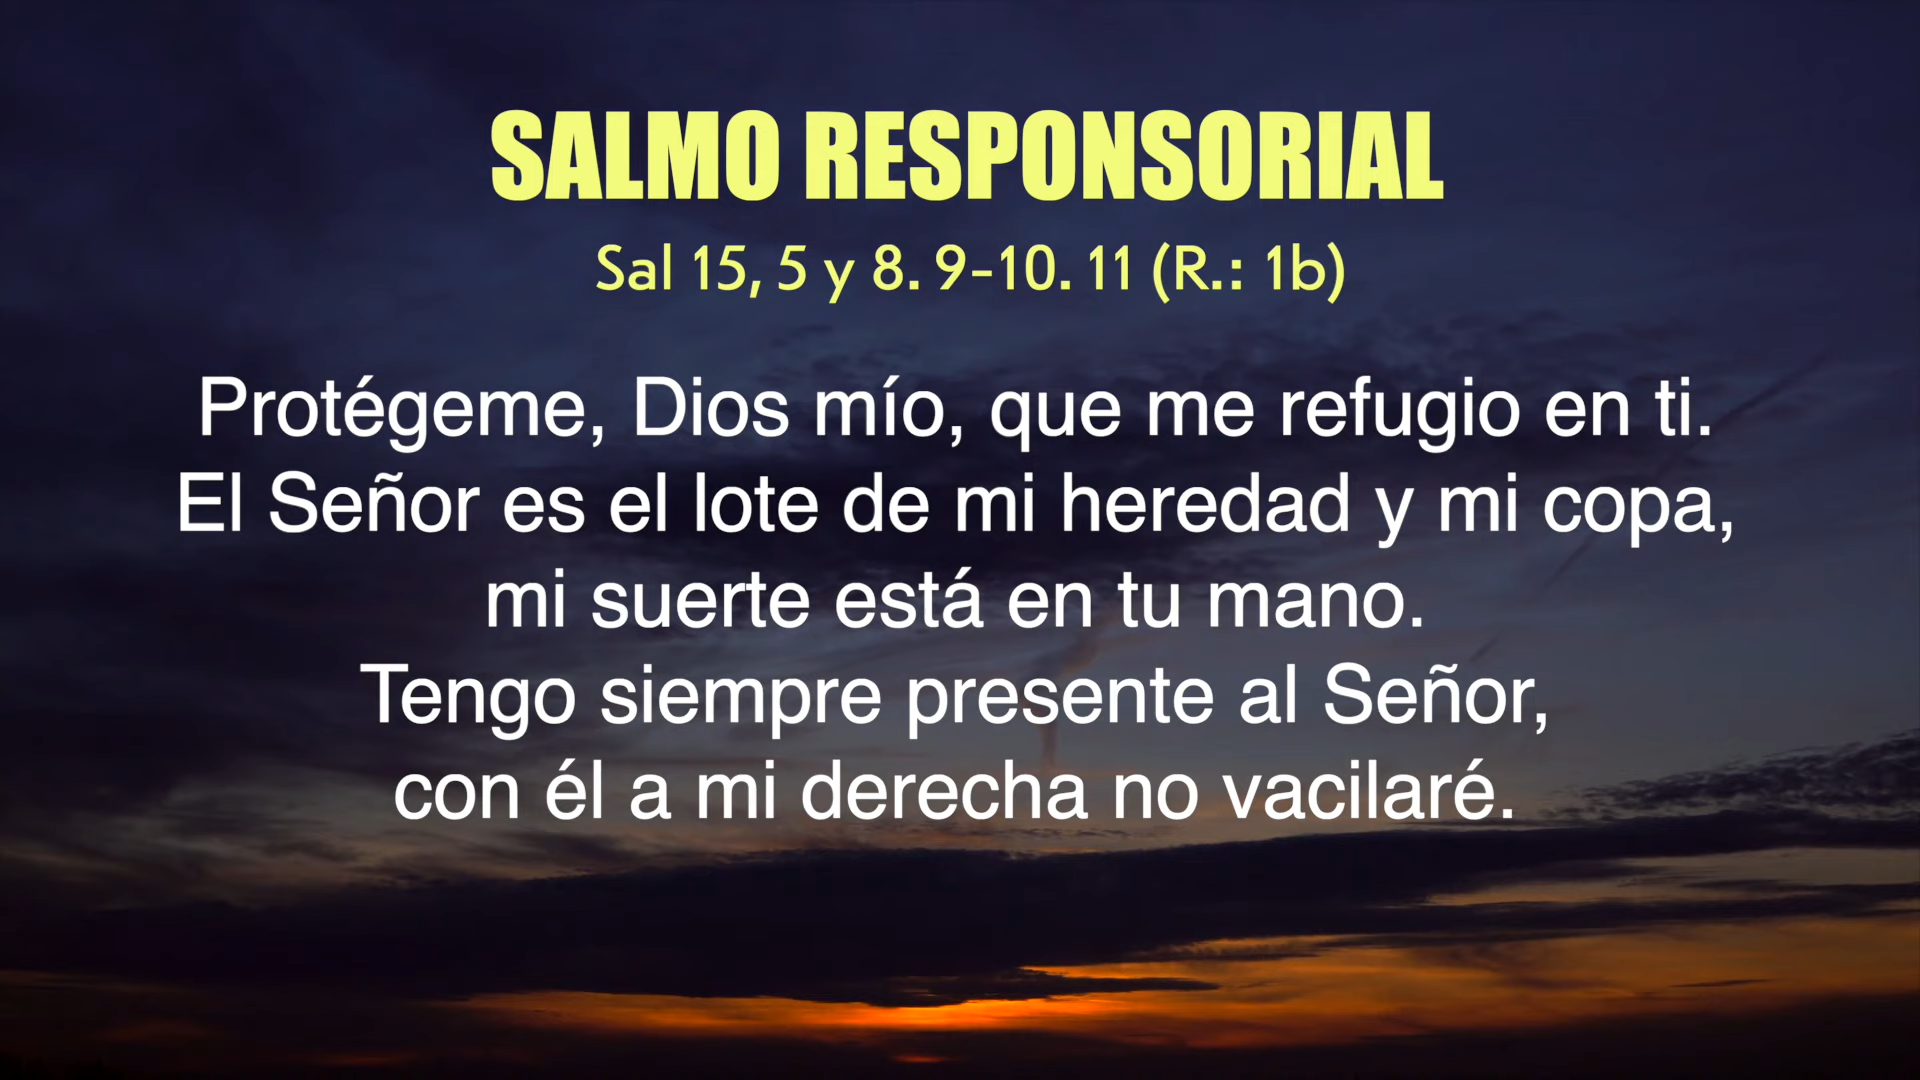 SALMO RESPONSORIAL
Sal 15, 5 y 8. 9-10. 11 (R.: 1b)
Protégeme, Dios mío, que me refugio en ti.
El Señor es el lote de mi heredad y mi copa,
mi suerte está en tu mano.
Tengo siempre presente al Señor,
con él a mi derecha no vacilaré.